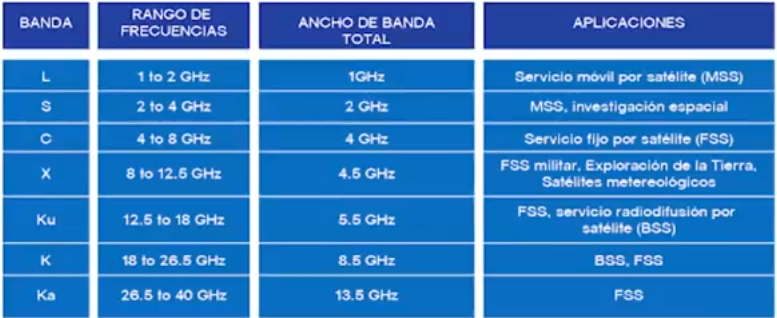 BANDA RANGO DE FRECUENCIAS ANCHO DE BANDA TOTAL APLICACIONES
L 1 to 2 GHz 1GHz Servicio móvil por satélite (MSS)
S 2 to 4 GHz 2 GHz MSS, investigación espacial
C 4 to 8 GHz 4 GHz Servicio fijo por satélite (FSS)
X 8 to 12.5 GHz 4.5 GHz FSS militar, Exploración de la Tierra,
Satélites metereológicos
Ku 12.5 to 18 GHz 5.5 GHz FSS, servicio radiodifusión por
satélite (BSS)
K 18 to 26.5 GHz 8.5 GHz BSS, FSS
Ka 26.5 to 40 GHz 13.5 GHz FSS